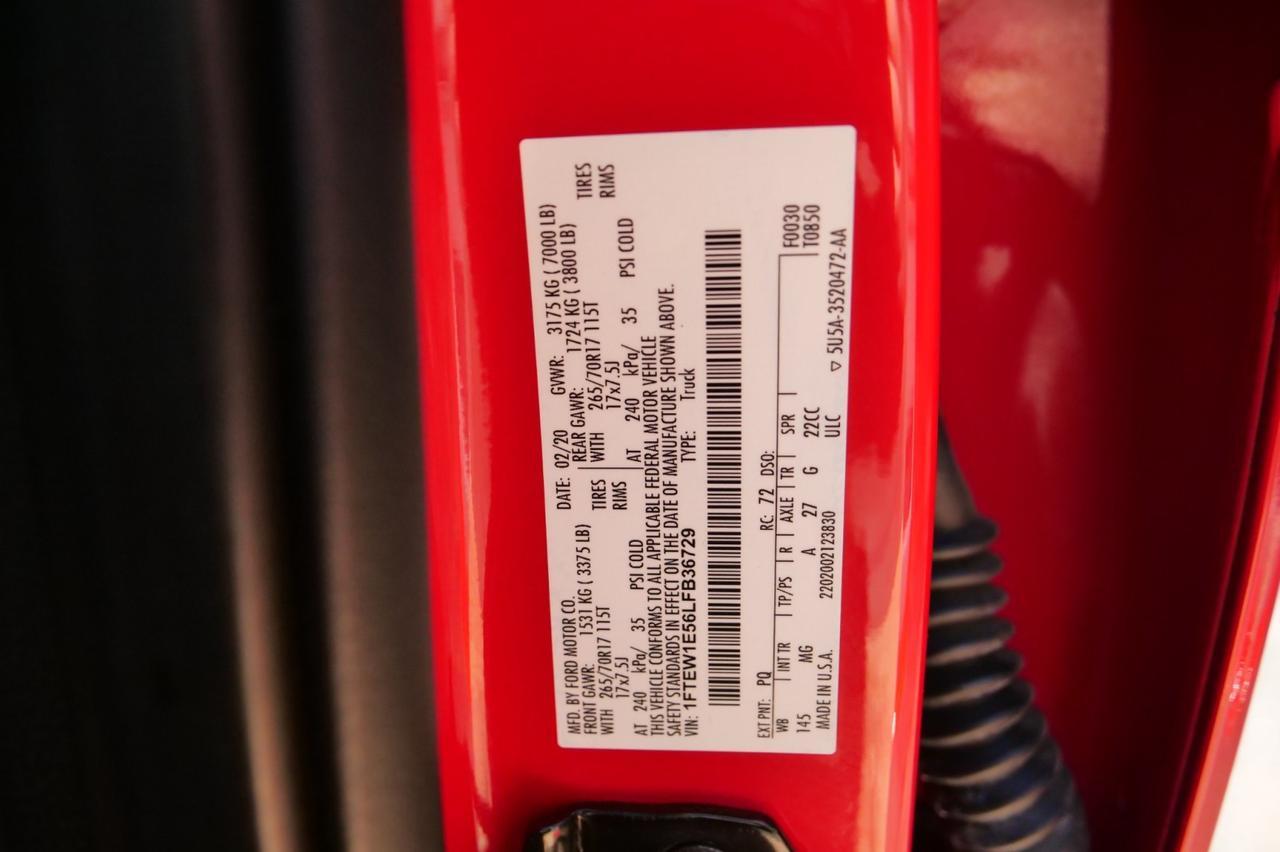 MFD. BY FORD MOTOR CO. DATE: 02/20 GVWR: 3175 KG ( 7000 LB)
FRONT GAWR: 1531 KG ( 3375 LB) REAR GAWR: 1724 KG ( 3800 LB)
WITH 265/70R17 115T TIRES WITH 265/70R17 115T TIRES
17x7.5J RIMS 17x7.5J RIMS
AT 240 kPa/ 35 PSI COLD AT 240 kPa/ 35 PSI COLD
THIS VEHICLE CONFORMS TO ALL APPLICABLE FEDERAL MOTOR VEHICLE
SAFETY STANDARDS IN EFFECT ON THE DATE OF MANUFACTURE SHOWN ABOVE.
VIN: 1FTEW1E56LFB36729 TYPE: Truck
EXT PNT: PQ RC: 72 DSO:
WB INT TR TP/PS R AXLE TR SPR F0030
145 MG A 27 G 22CC T0850
MADE IN U.S.A. 2202002123830 ULC ▽ 5U5A-3520472-AA